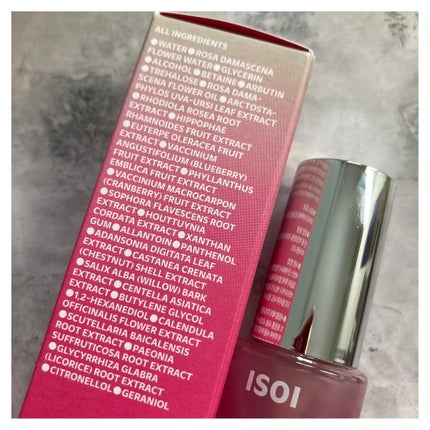 ALL INGREDIENTS
●WATER●ROSA DAMASCENA
FLOWER WATER●GLYCERIN
●ALCOHOL●BETAINE●ARBUTIN
●TREHALOSE●ROSA DAMA-
SCENA FLOWER OIL●ARCTOSTA-
PHYLOS UVA-URSI LEAF EXTRACT
●RHODIOLA ROSEA ROOT
EXTRACT●HIPPOPHAE
RHAMNOIDES FRUIT EXTRACT
●EUTERPE OLERACEA FRUIT
EXTRACT●VACCINIUM
ANGUSTIFOLIUM (BLUEBERRY)
FRUIT EXTRACT●PHYLLANTHUS
EMBLICA FRUIT EXTRACT
●VACCINIUM MACROCARPON
(CRANBERRY) FRUIT EXTRACT
●SOPHORA FLAVESCENS ROOT
EXTRACT●HOUTTUYNIA
CORDATA EXTRACT●XANTHAN
GUM●ALLANTOIN●PANTHENOL
●ADANSONIA DIGITATA LEAF
EXTRACT●CASTANEA CRENATA
(CHESTNUT) SHELL EXTRACT
●SALIX ALBA (WILLOW) BARK
EXTRACT●CENTELLA ASIATICA
EXTRACT●BUTYLENE GLYCOL
●1,2-HEXANEDIOL●CALENDULA
OFFICINALIS FLOWER EXTRACT
●SCUTELLARIA BAICALENSIS
ROOT EXTRACT●PAEONIA
SUFFRUTICOSA ROOT EXTRACT
●GLYCYRRHIZA GLABRA
(LICORICE) ROOT EXTRACT
●CITRONELLOL●GERANIOL
ISOI